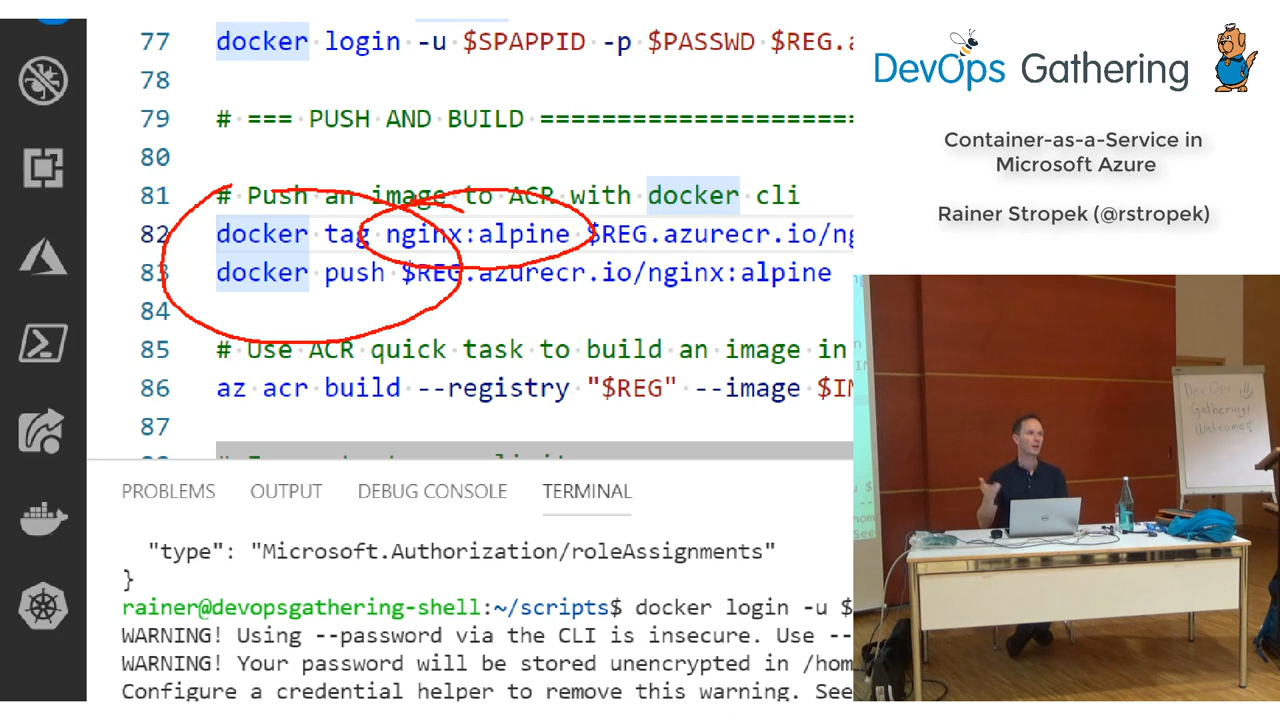 77 docker login -u $SPAPPID -p $PASSWD $REG.a
78
79 # === PUSH AND BUILD =====================
80
81 # Push an image to ACR with docker cli
82 docker tag nginx:alpine $REG.azurecr.io/ng
83 docker push $REG.azurecr.io/nginx:alpine
84
85 # Use ACR quick task to build an image in
86 az acr build --registry "$REG" --image $IM
87
PROBLEMS OUTPUT DEBUG CONSOLE TERMINAL
"type": "Microsoft.Authorization/roleAssignments"
}
rainer@devopsgathering-shell:~/scripts$ docker login -u $
WARNING! Using --password via the CLI is insecure. Use --
WARNING! Your password will be stored unencrypted in /hom
Configure a credential helper to remove this warning. See
DevOps Gathering
Container-as-a-Service in
Microsoft Azure
Rainer Stropek (@rstropek)
DevOps
Gathering!
Welcome!